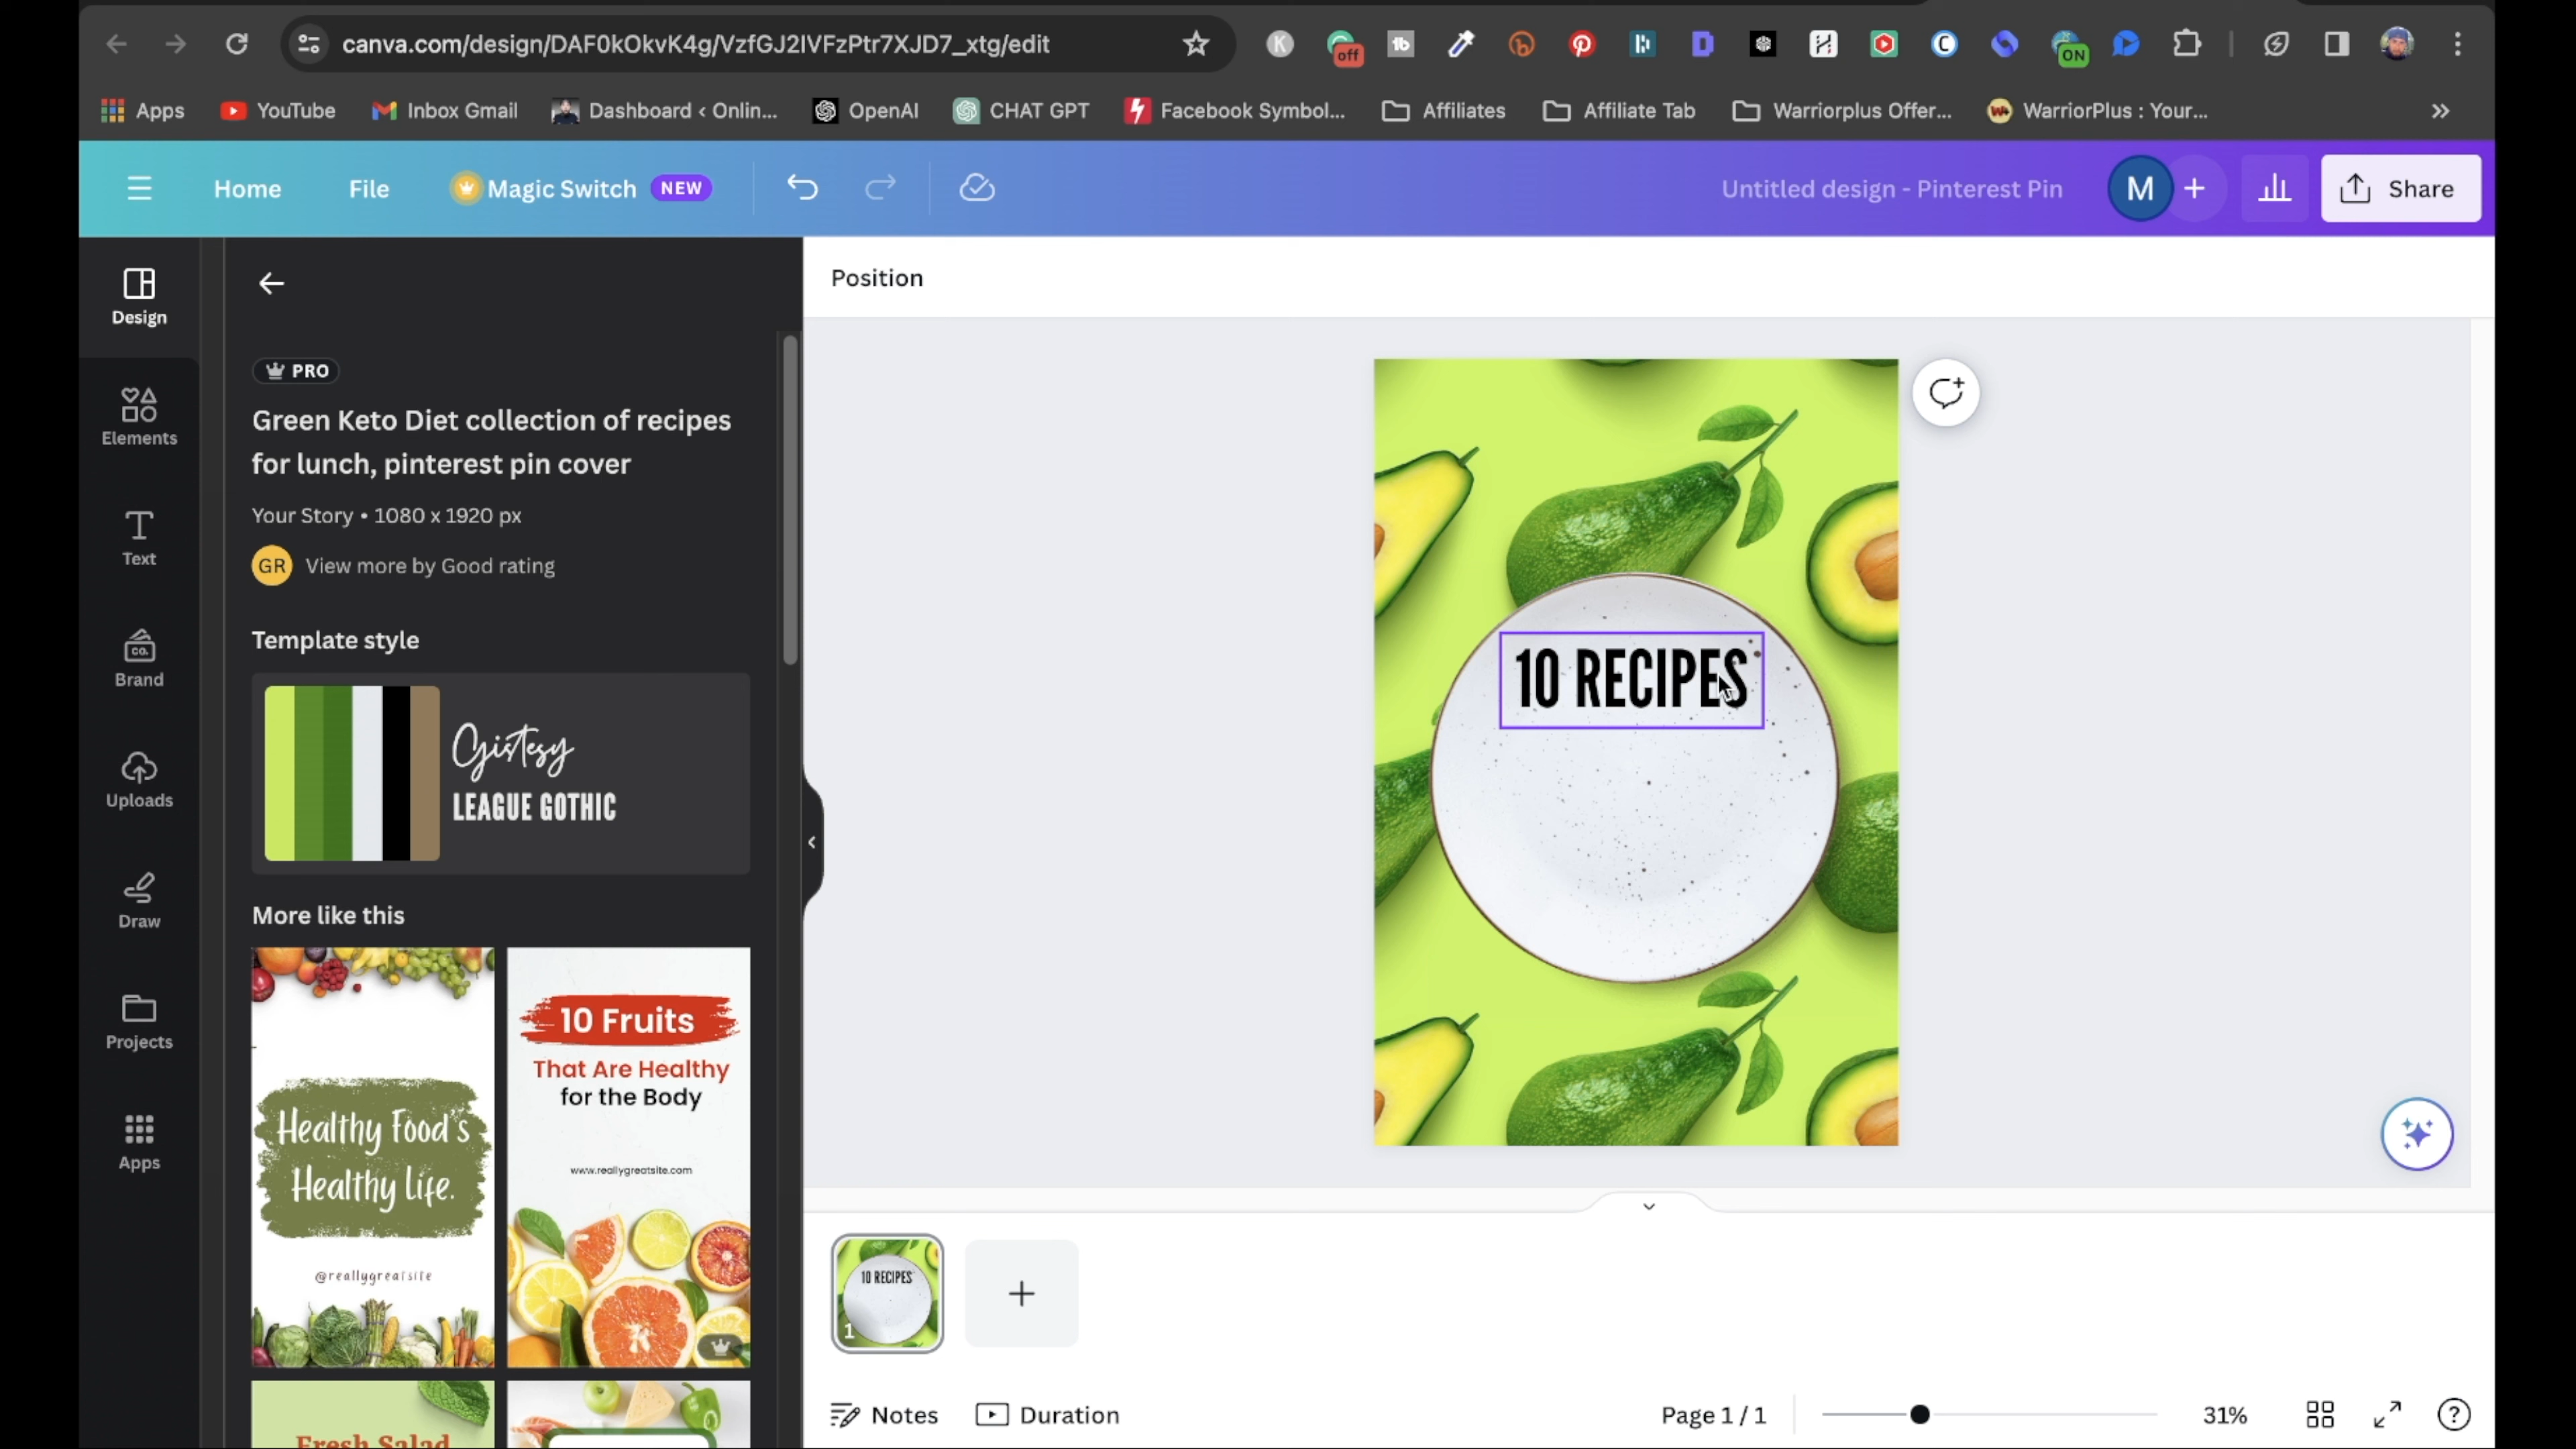 canva.com/design/DAF0kOkvK4g/VzfGJ2IVFzPtr7XJD7_xtg/edit
off
ON
Apps
YouTube
Inbox Gmail
Dashboard ‹ Onlin...
OpenAI
CHAT GPT
Facebook Symbol...
Affiliates
Affiliate Tab
Warriorplus Offer...
WarriorPlus : Your...
Home
File
Magic Switch
NEW
Untitled design - Pinterest Pin
M
Share
Design
Elements
Text
Brand
Uploads
Draw
Projects
Apps
PRO
Green Keto Diet collection of recipes
for lunch, pinterest pin cover
Your Story • 1080 x 1920 px
GR
View more by Good rating
Template style
Gistesy
LEAGUE GOTHIC
More like this
Healthy Food's
Healthy Life.
@reallygreatsite
10 Fruits
That Are Healthy
for the Body
www.reallygreatsite.com
Fresh Salad
Position
10 RECIPES
10 RECIPES
1
Notes
Duration
Page 1 / 1
31%